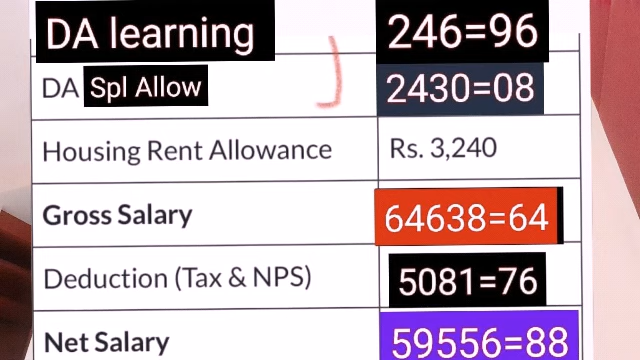 DA learning 246=96
DA Spl Allow 2430=08
Housing Rent Allowance Rs. 3,240
Gross Salary 64638=64
Deduction (Tax & NPS) 5081=76
Net Salary 59556=88